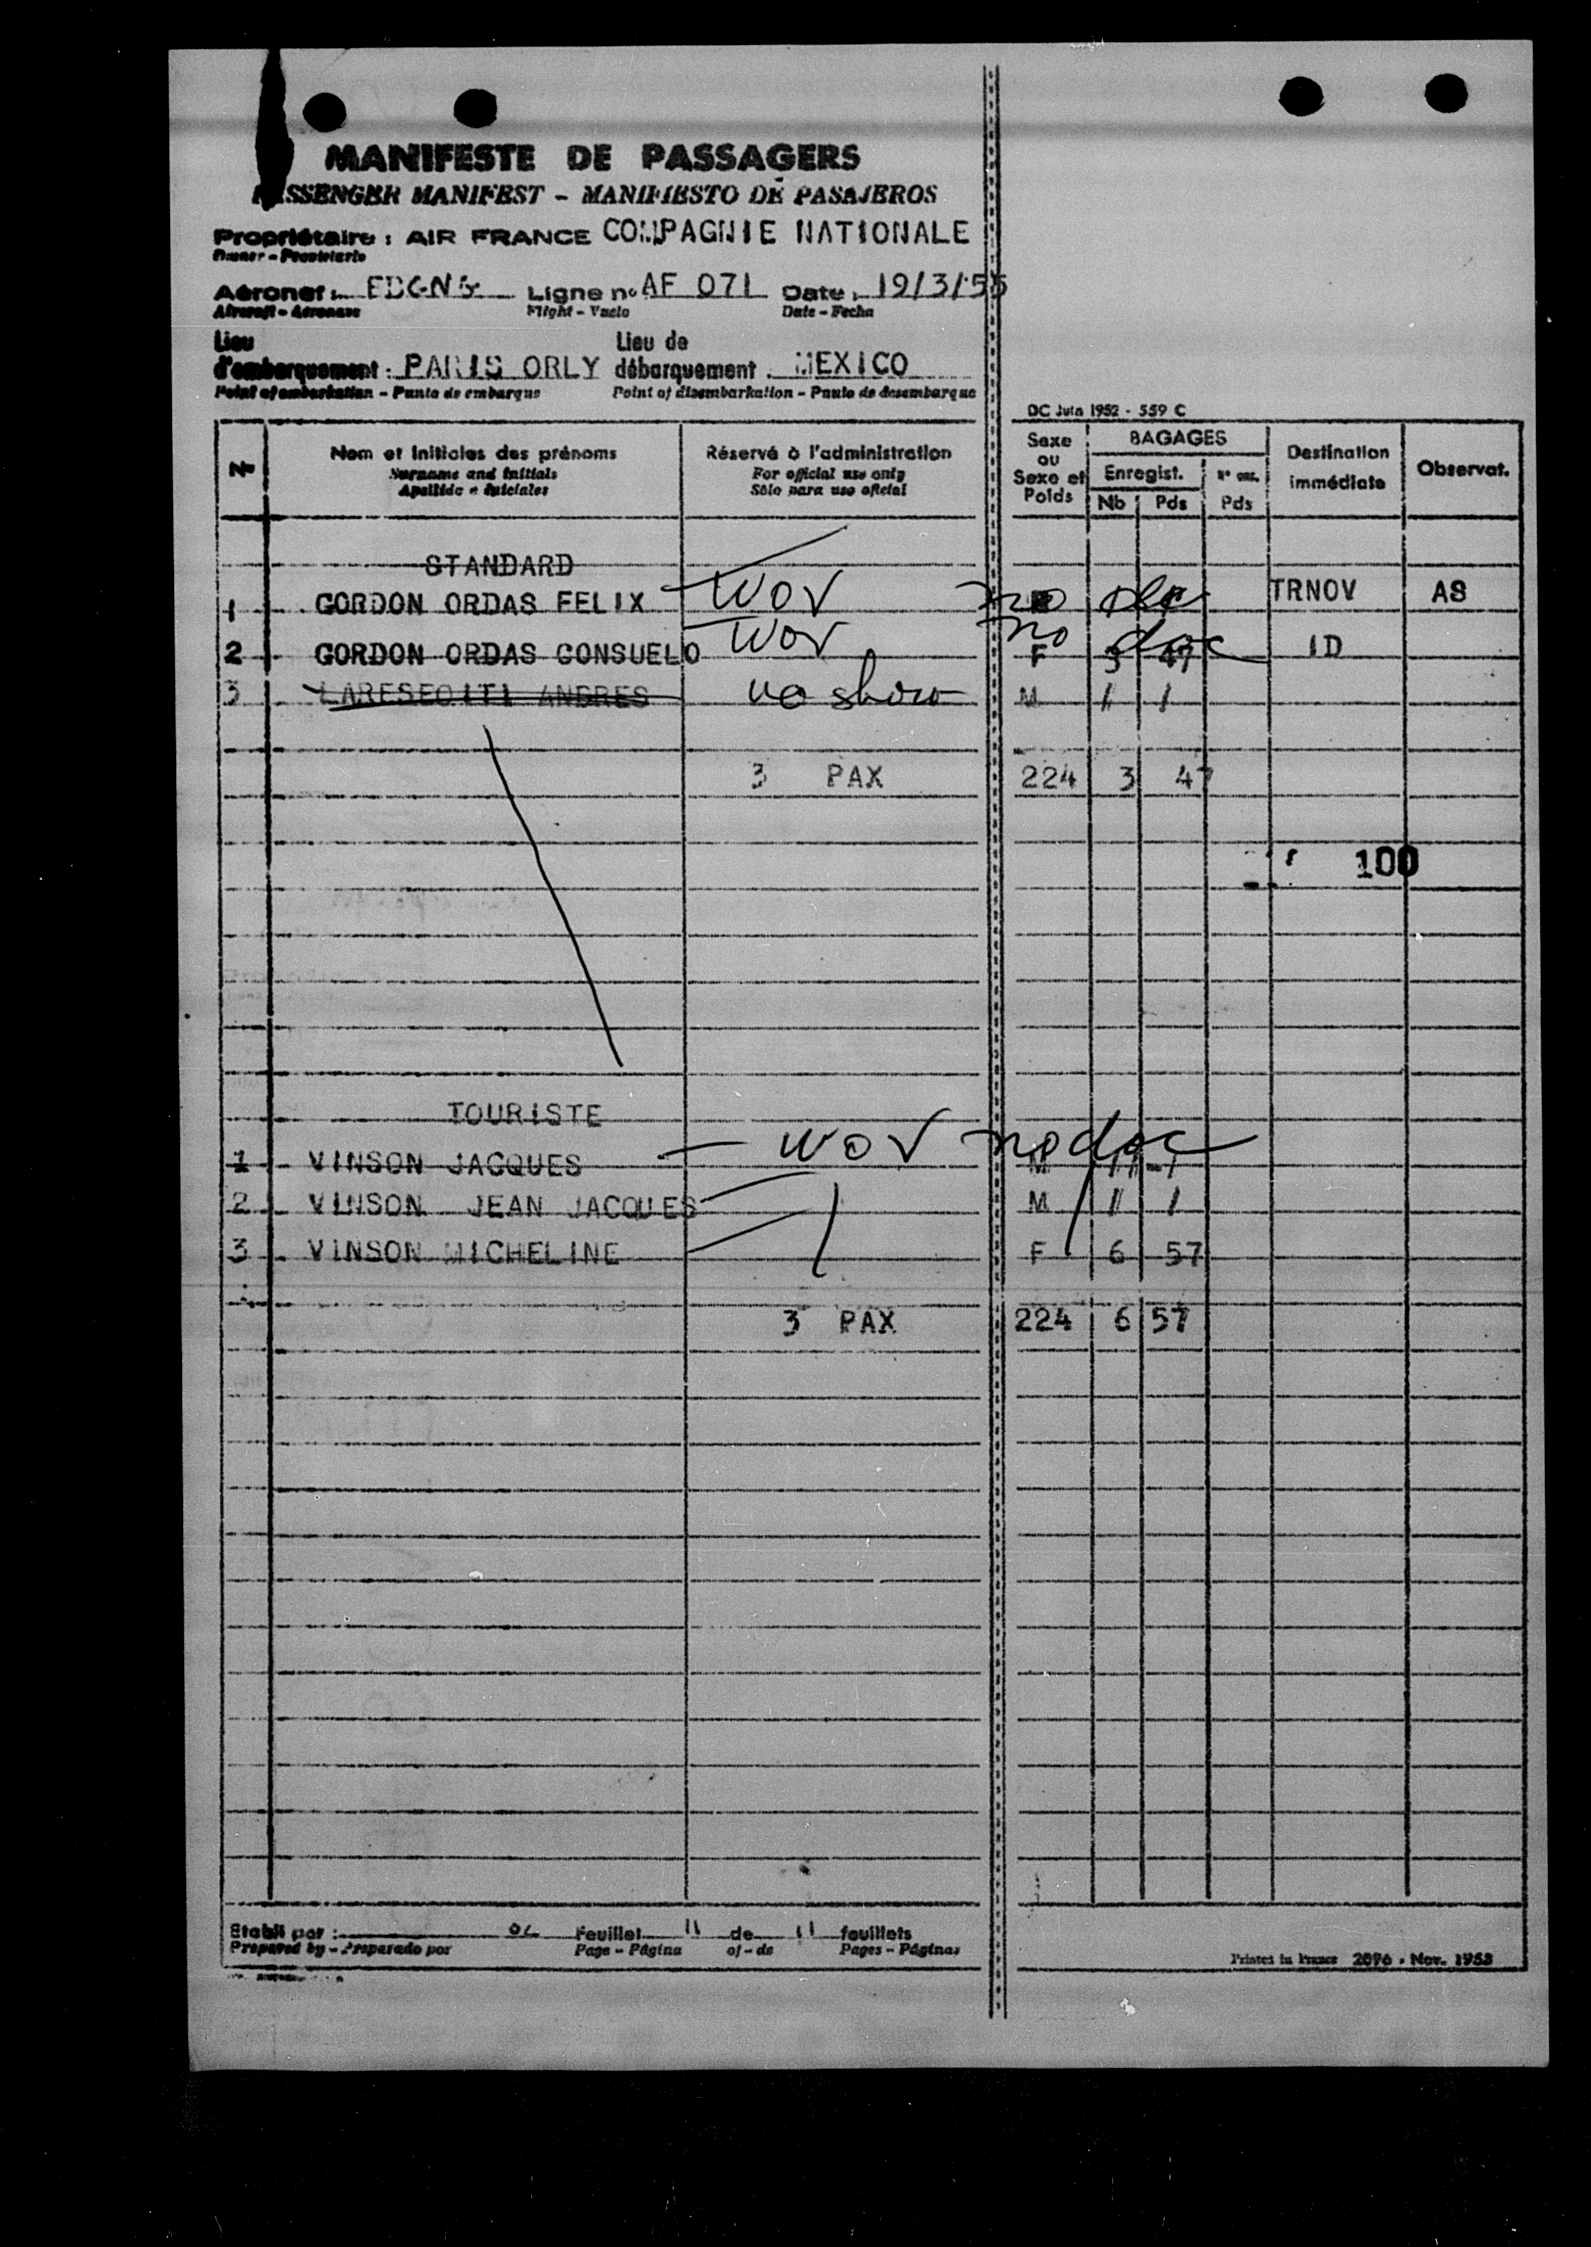 MANIFESTE DE PASSAGERS
SSENGER MANIFEST - MANIFIESTO DE PASAJEROS
Propriétaire : AIR FRANCE COMPAGNIE NATIONALE
Owner - Propietario
Aéronef : Ligne no AF 071 Date : 19/3/55
Aircraft - Aeronave Flight - Vuelo Date - Fecha
Lieu d'embarquement : PARIS ORLY Lieu de débarquement : MEXICO
Point of embarkation - Punto de embarque Point of disembarkation - Punto de desembarque
DC Juin 1952 - 559 C
No Nom et initiales des prénoms Réservé à l'administration Sexe ou Sexe et Poids BAGAGES Destination immédiate Observat.
Surname and initials For official use only Enregist.
Apellido e iniciales Sólo para uso oficial Nb Pds Pds
STANDARD
1 GORDON ORDAS FELIX WOV no doc TRNOV AS
2 GORDON ORDAS CONSUELO WOV no doc F 3 47 ID
3 ANDRES no show M / /
3 PAX 224 3 47
100
TOURISTE
1 VINSON JACQUES WOV no doc M / /
2 VINSON JEAN JACQUES M / /
3 VINSON MICHELINE F 6 57
3 PAX 224 6 57
Etabli par : Feuillet 11 de 11 feuillets
Prepared by - Preparado por Page - Página of - de Pages - Páginas
Printed in France 2096 - Nov. 1953